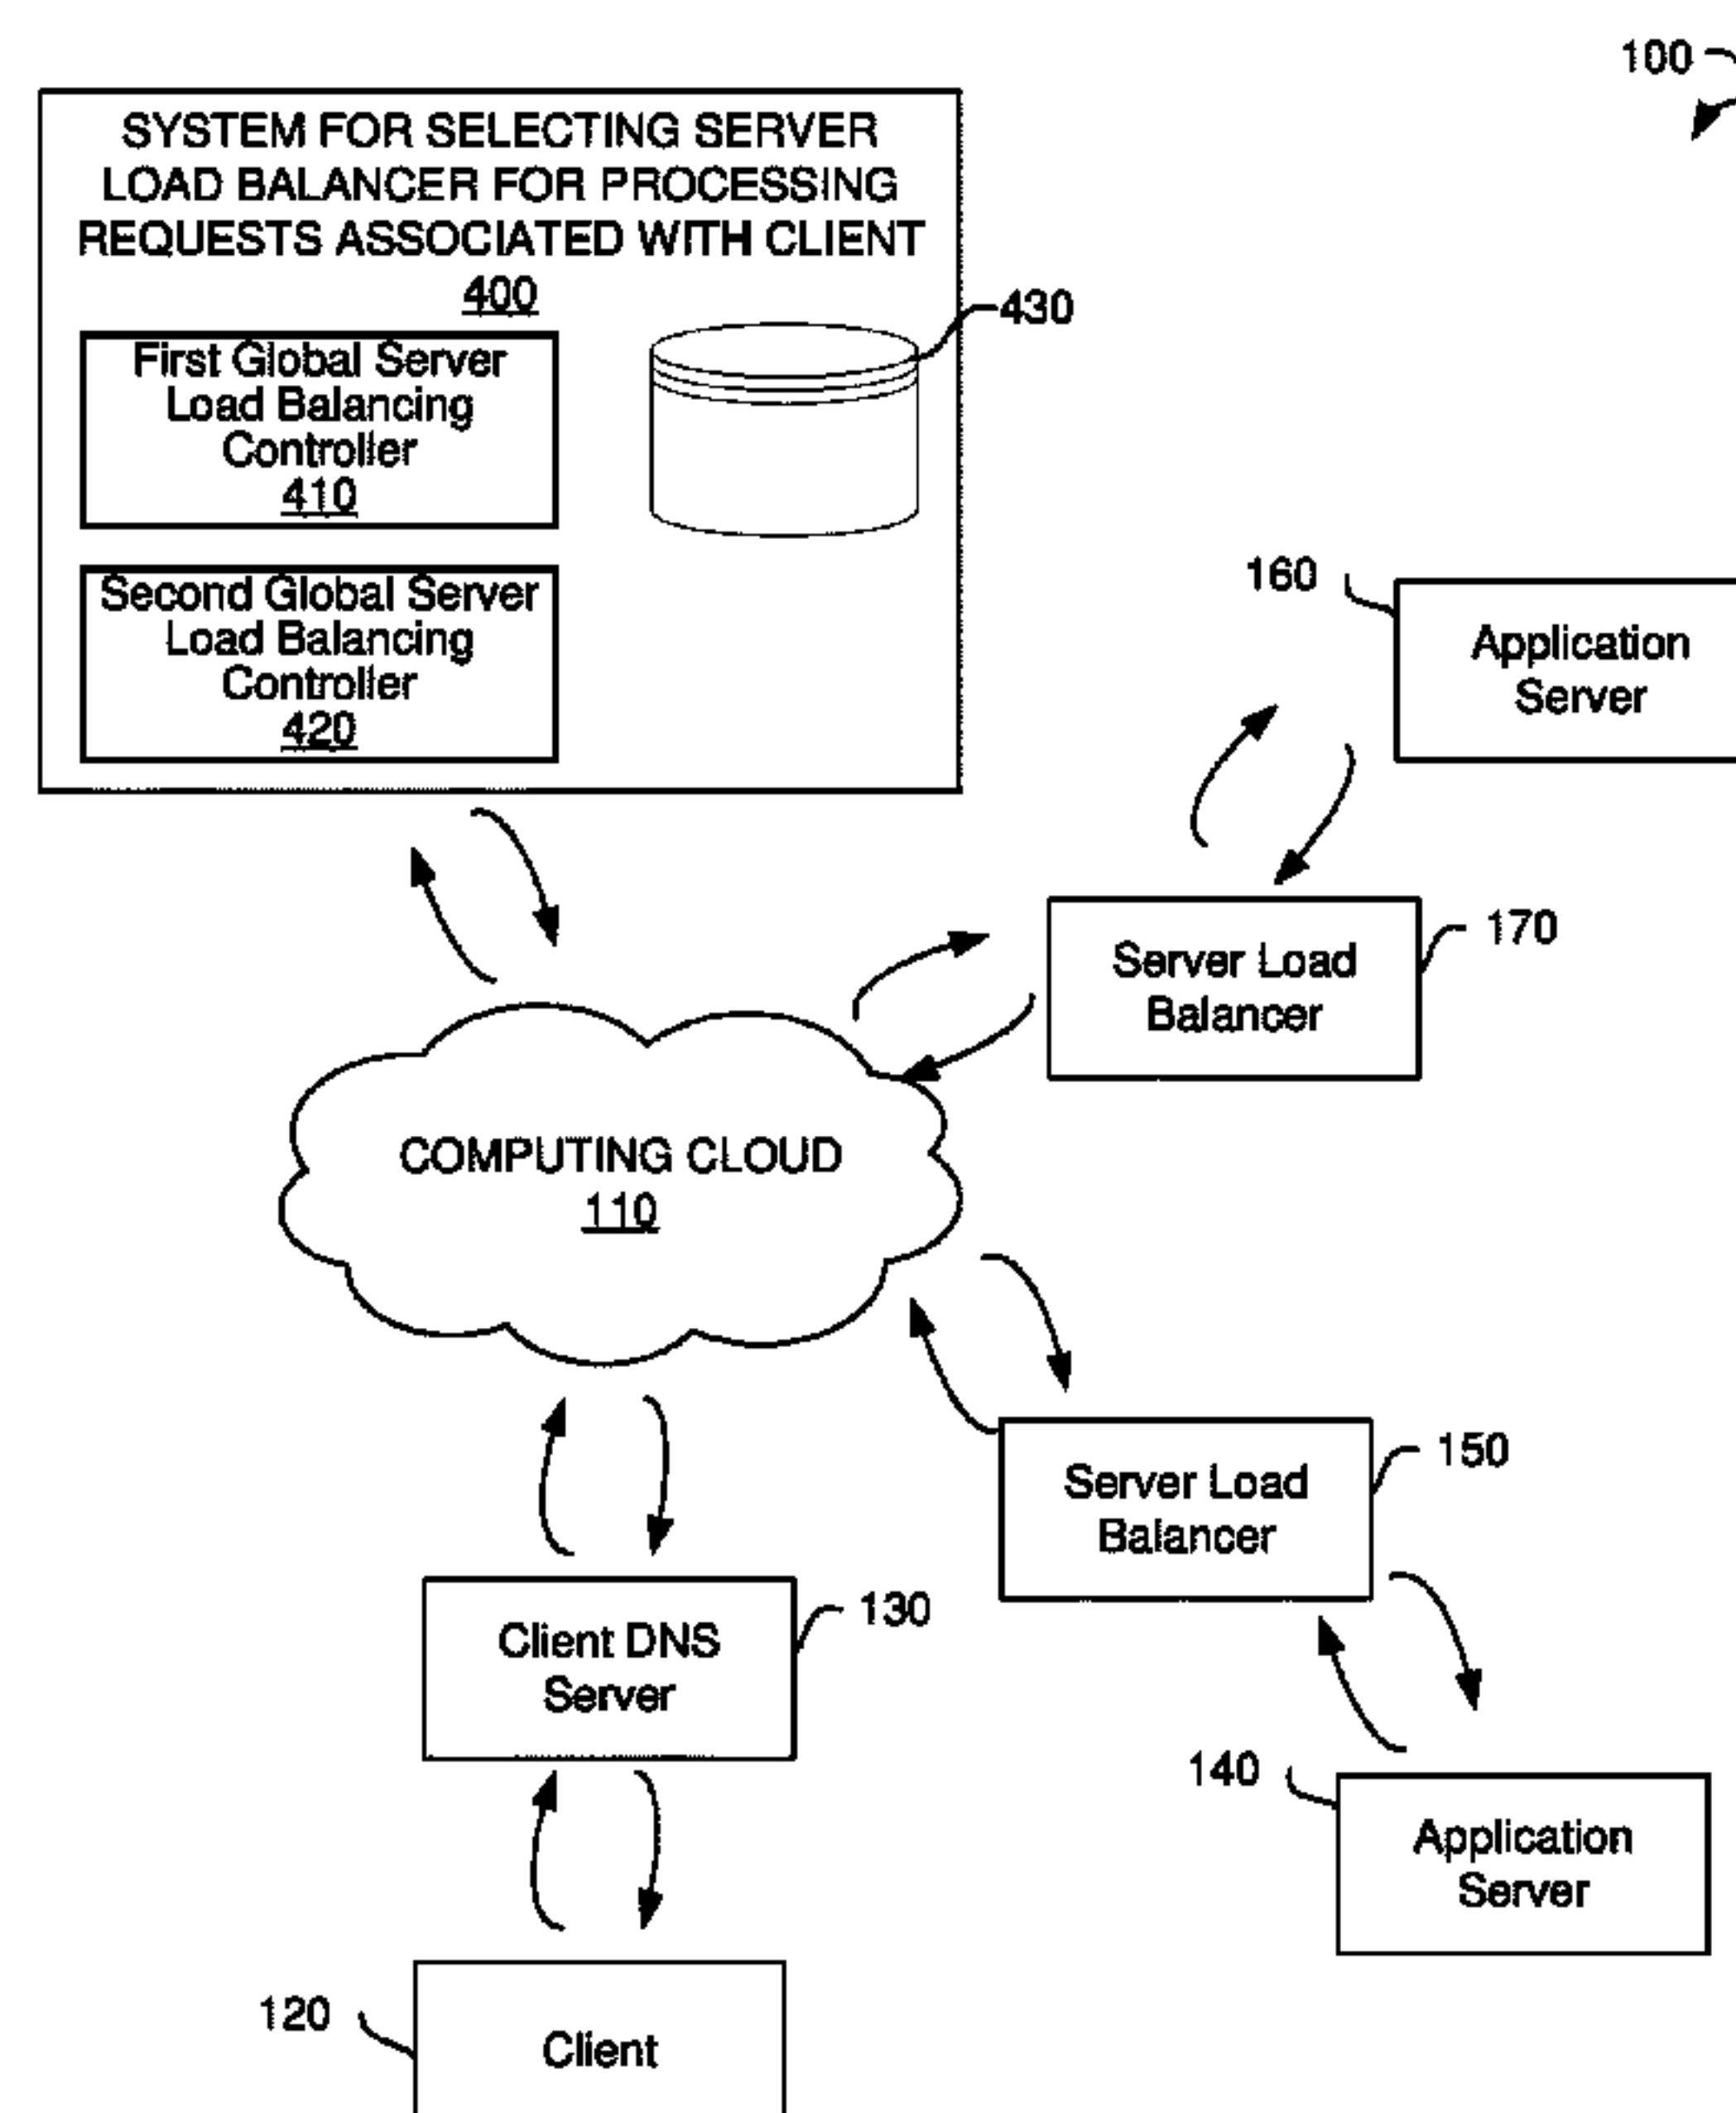 100
SYSTEM FOR SELECTING SERVER
LOAD BALANCER FOR PROCESSING
REQUESTS ASSOCIATED WITH CLIENT
400
430
First Global Server
Load Balancing
Controller
410
Second Global Server
Load Balancing
Controller
420
160
Application
Server
170
Server Load
Balancer
COMPUTING CLOUD
110
150
Server Load
Balancer
130
Client DNS
Server
140
Application
Server
120
Client